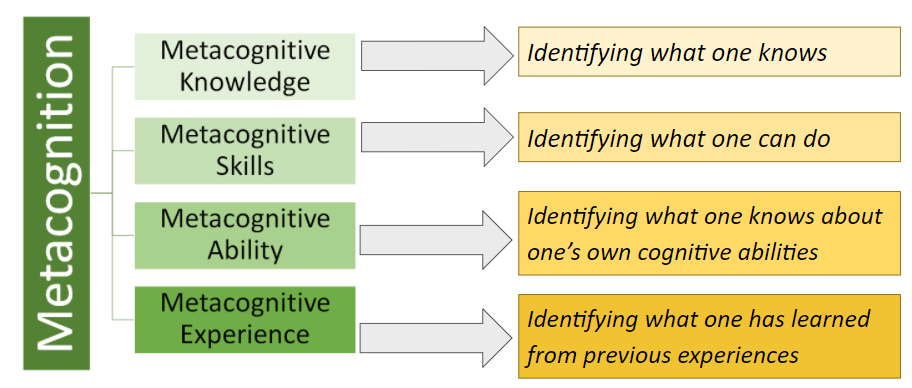 Metacognition
Metacognitive
Knowledge
Identifying what one knows
Metacognitive
Skills
Identifying what one can do
Metacognitive
Ability
Identifying what one knows about
one’s own cognitive abilities
Metacognitive
Experience
Identifying what one has learned
from previous experiences